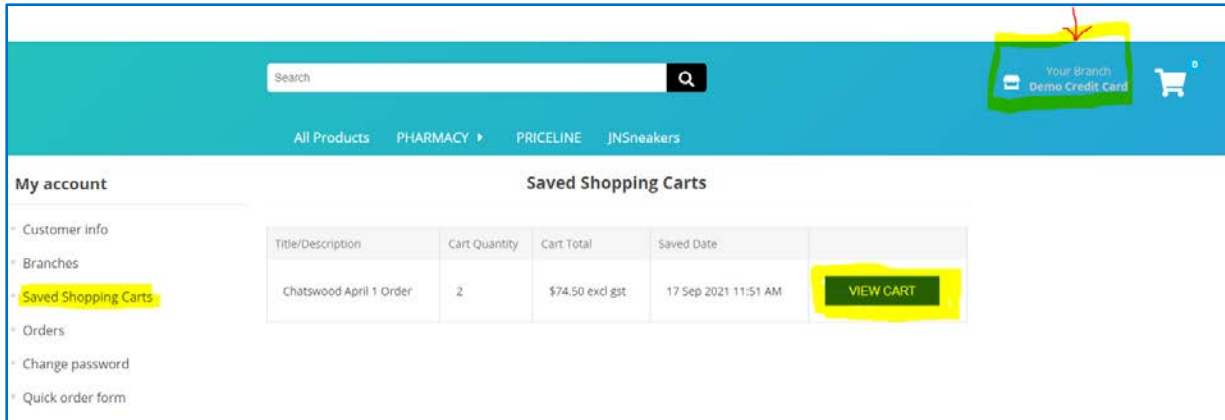 Search
Your Branch
Demo Credit Card
0
All Products PHARMACY PRICELINE JNSneakers
My account
Customer info
Branches
Saved Shopping Carts
Orders
Change password
Quick order form
Saved Shopping Carts
Title/Description Cart Quantity Cart Total Saved Date
Chatswood April 1 Order 2 $74.50 excl gst 17 Sep 2021 11:51 AM VIEW CART